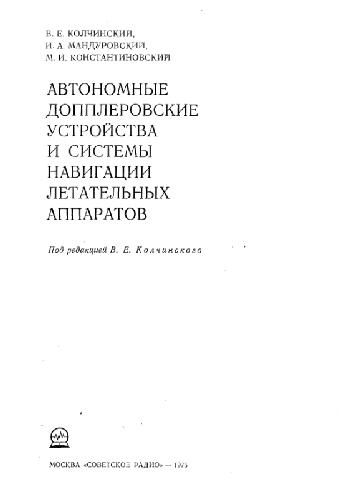 В. Е. КОЛЧИНСКИЙ,
И. А. МАНДУРОВСКИЙ,
М. И. КОНСТАНТИНОВСКИЙ
АВТОНОМНЫЕ
ДОППЛЕРОВСКИЕ
УСТРОЙСТВА
И СИСТЕМЫ
НАВИГАЦИИ
ЛЕТАТЕЛЬНЫХ
АППАРАТОВ
Под редакцией В. Е. Колчинского
МОСКВА «СОВЕТСКОЕ РАДИО» — 1975